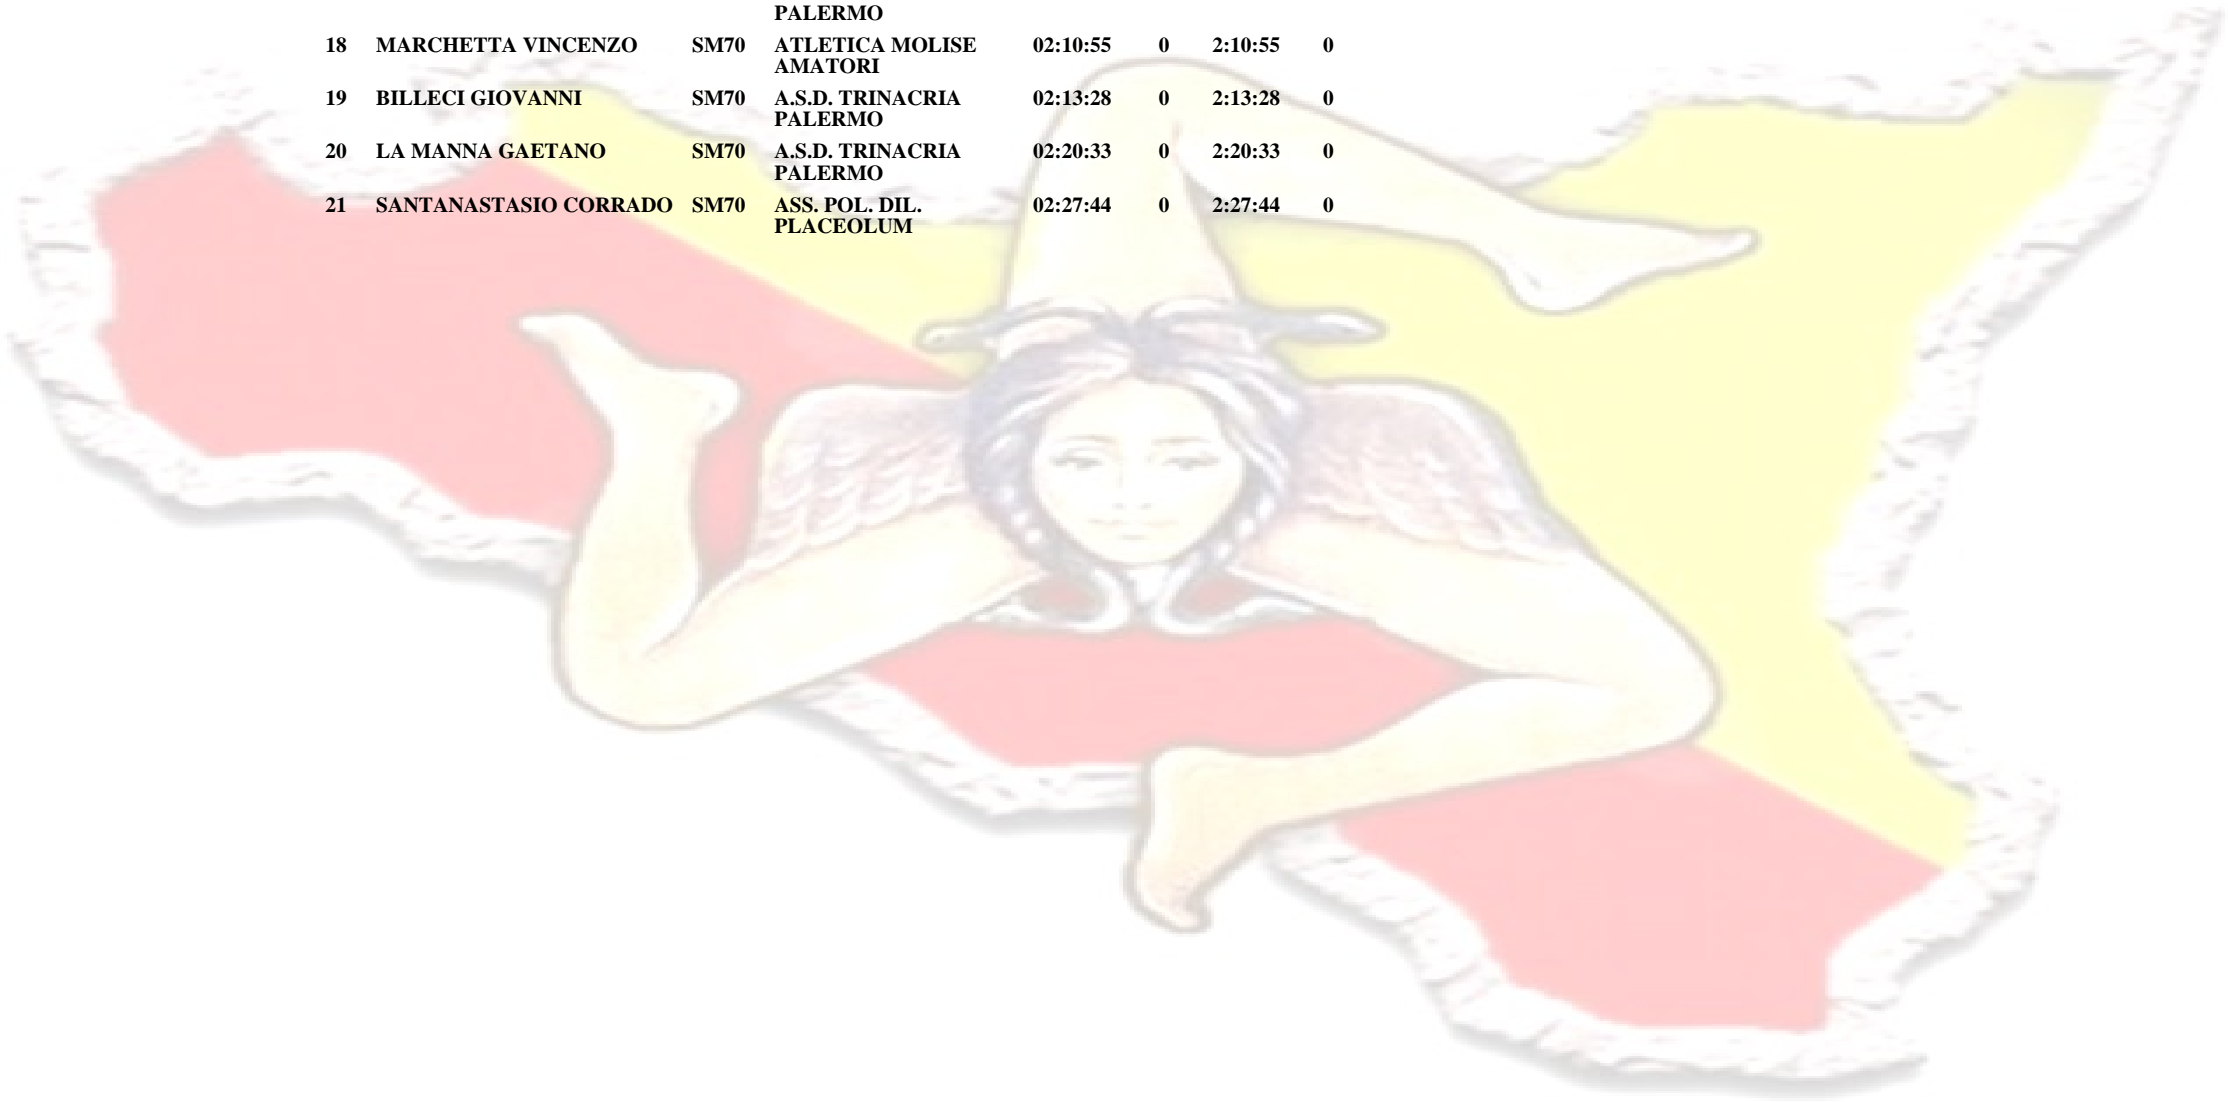 PALERMO
18 MARCHETTA VINCENZO SM70 ATLETICA MOLISE 02:10:55 0 2:10:55 0
AMATORI
19 BILLECI GIOVANNI SM70 A.S.D. TRINACRIA 02:13:28 0 2:13:28 0
PALERMO
20 LA MANNA GAETANO SM70 A.S.D. TRINACRIA 02:20:33 0 2:20:33 0
PALERMO
21 SANTANASTASIO CORRADO SM70 ASS. POL. DIL. 02:27:44 0 2:27:44 0
PLACEOLUM